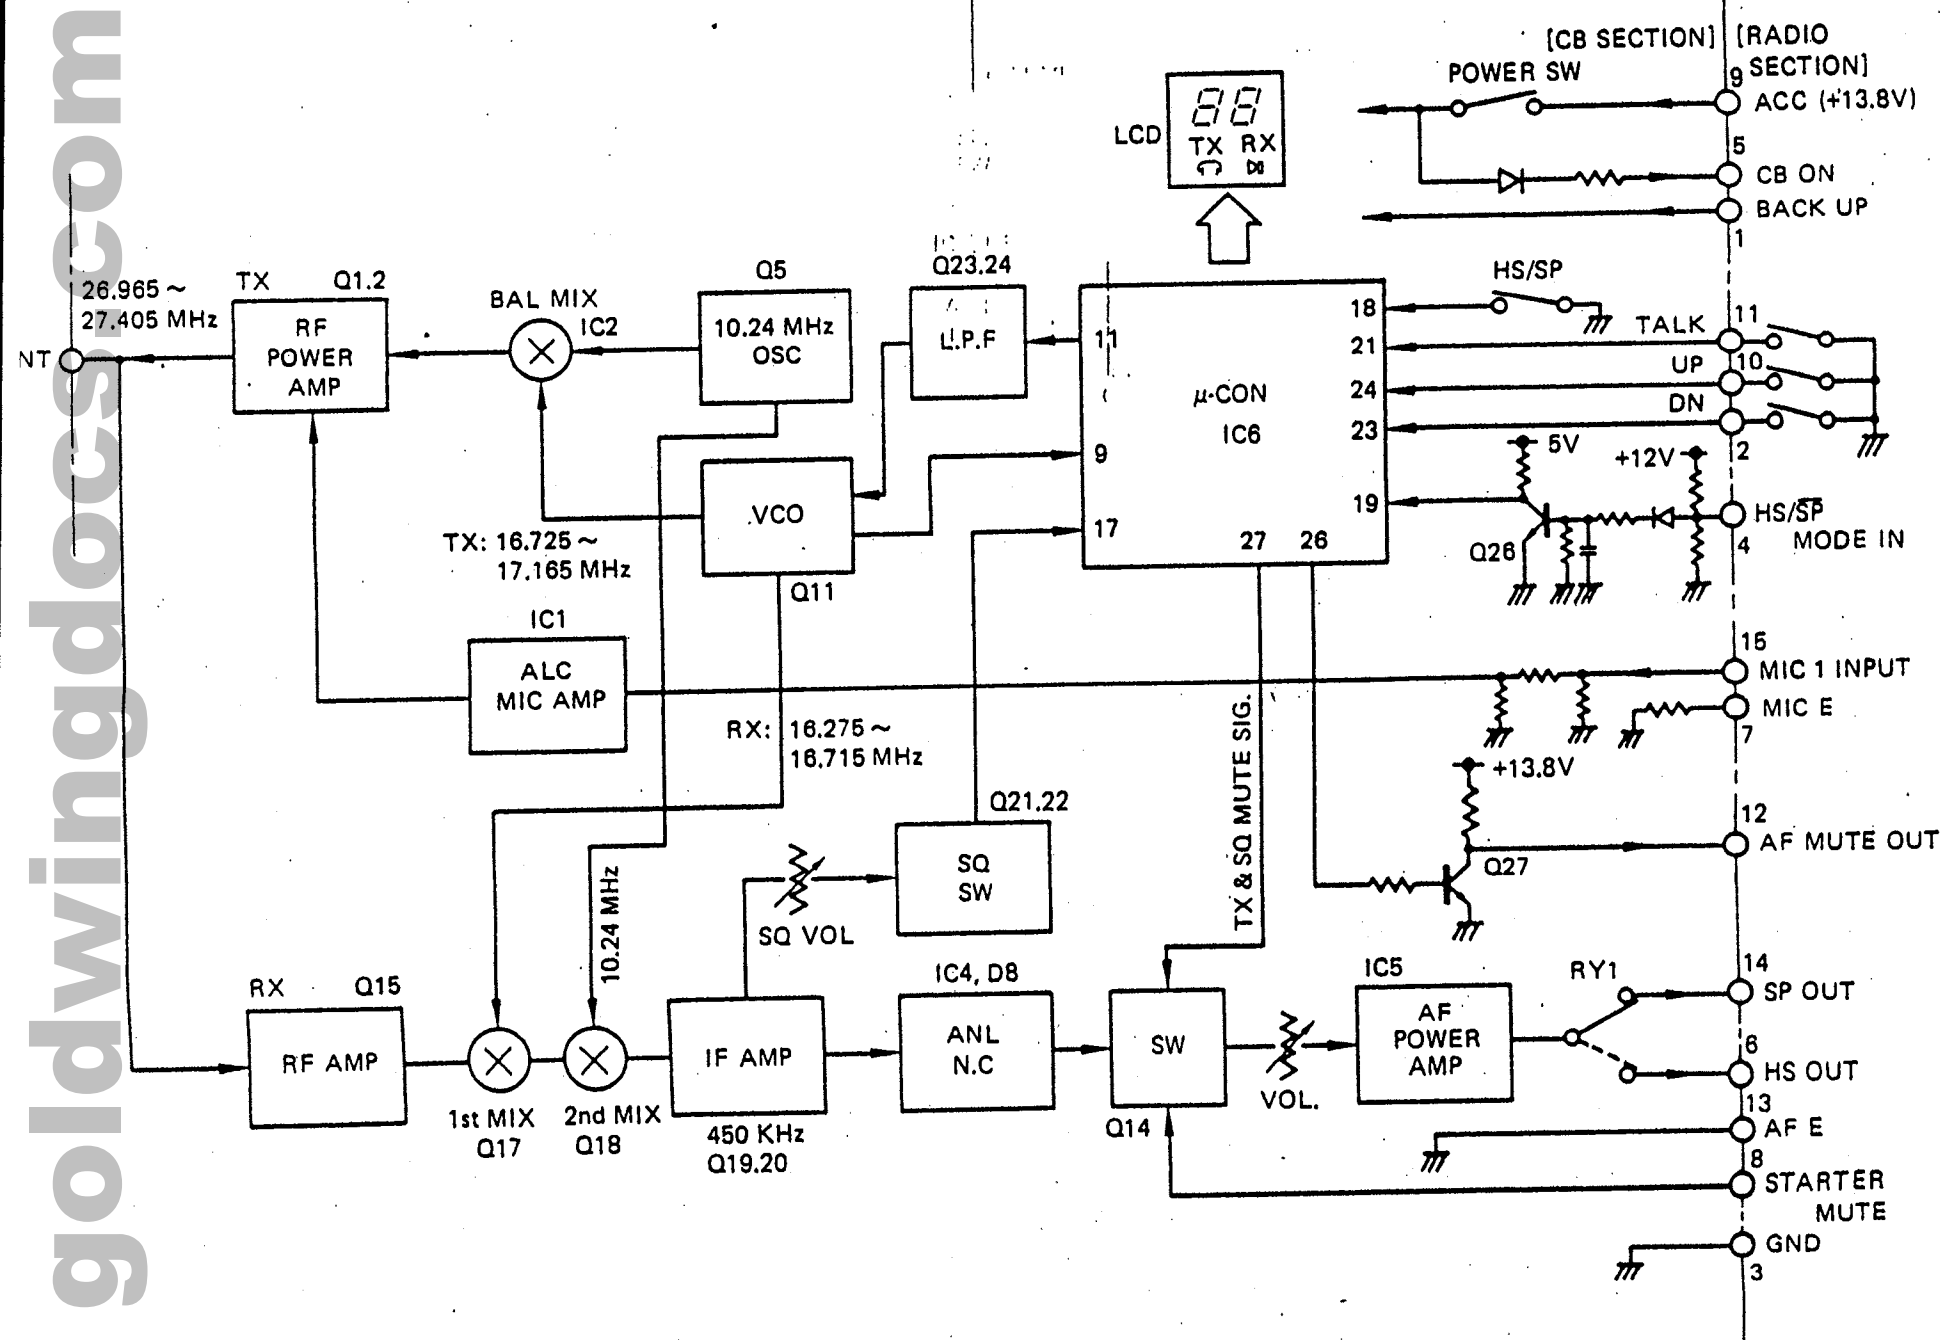 goldwingdocs.com
[CB SECTION]
[RADIO SECTION]
POWER SW
9
ACC (+13.8V)
5
CB ON
BACK UP
1
LCD
TX RX
HS/SP
11
TALK
10
UP
DN
2
5V
+12V
HS/S̅P̅
MODE IN
4
Q26
26.965 ~
27.405 MHz
NT
TX
Q1.2
RF
POWER
AMP
BAL MIX
IC2
Q5
10.24 MHz
OSC
Q23.24
L.P.F
11
9
17
μ-CON
IC6
18
21
24
23
19
27
26
VCO
Q11
TX: 16.725 ~
17.165 MHz
IC1
ALC
MIC AMP
RX: 16.275 ~
16.715 MHz
15
MIC 1 INPUT
MIC E
7
+13.8V
12
AF MUTE OUT
Q27
TX & SQ MUTE SIG.
Q21.22
SQ
SW
SQ VOL
10.24 MHz
RX
Q15
RF AMP
1st MIX
Q17
2nd MIX
Q18
IF AMP
450 KHz
Q19.20
IC4, D8
ANL
N.C
SW
Q14
VOL.
IC5
AF
POWER
AMP
RY1
14
SP OUT
6
HS OUT
13
AF E
8
STARTER
MUTE
GND
3